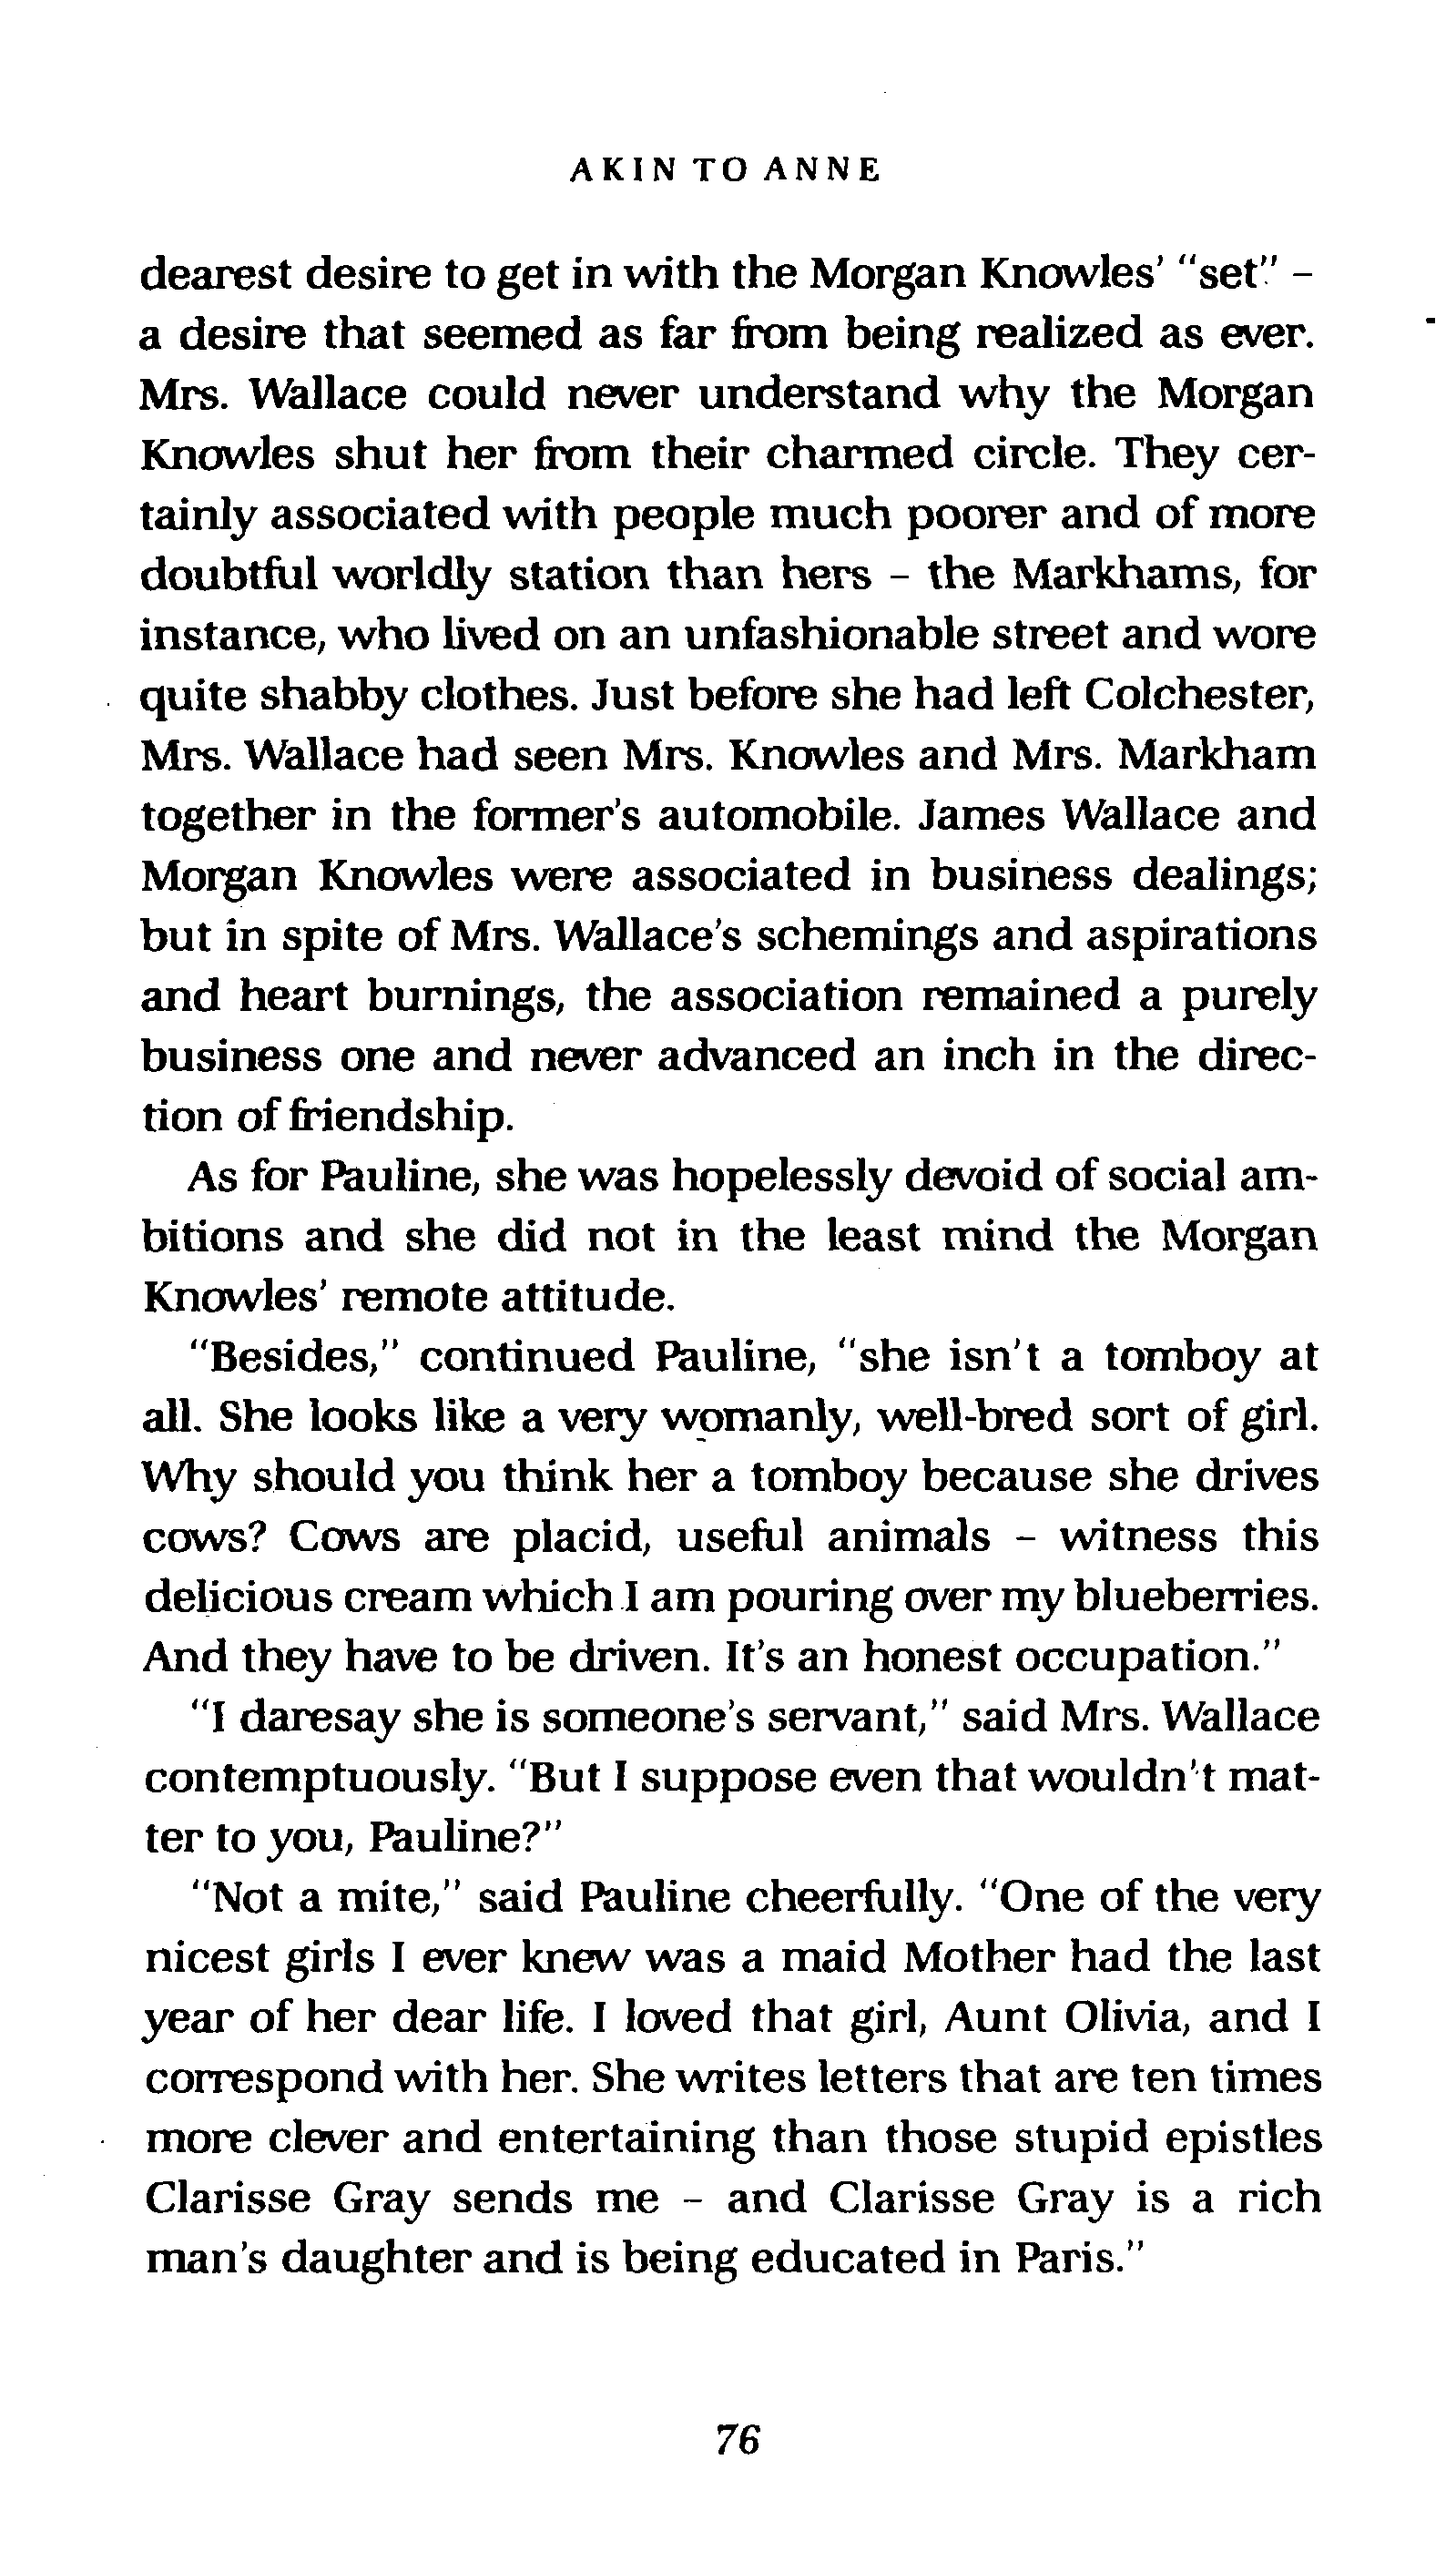 AKIN TO ANNE
dearest desire to get in with the Morgan Knowles' "set" –
a desire that seemed as far from being realized as ever.
Mrs. Wallace could never understand why the Morgan
Knowles shut her from their charmed circle. They cer-
tainly associated with people much poorer and of more
doubtful worldly station than hers – the Markhams, for
instance, who lived on an unfashionable street and wore
quite shabby clothes. Just before she had left Colchester,
Mrs. Wallace had seen Mrs. Knowles and Mrs. Markham
together in the former's automobile. James Wallace and
Morgan Knowles were associated in business dealings;
but in spite of Mrs. Wallace's schemings and aspirations
and heart burnings, the association remained a purely
business one and never advanced an inch in the direc-
tion of friendship.
As for Pauline, she was hopelessly devoid of social am-
bitions and she did not in the least mind the Morgan
Knowles' remote attitude.
"Besides," continued Pauline, "she isn't a tomboy at
all. She looks like a very womanly, well-bred sort of girl.
Why should you think her a tomboy because she drives
cows? Cows are placid, useful animals – witness this
delicious cream which I am pouring over my blueberries.
And they have to be driven. It's an honest occupation."
"I daresay she is someone's servant," said Mrs. Wallace
contemptuously. "But I suppose even that wouldn't mat-
ter to you, Pauline?"
"Not a mite," said Pauline cheerfully. "One of the very
nicest girls I ever knew was a maid Mother had the last
year of her dear life. I loved that girl, Aunt Olivia, and I
correspond with her. She writes letters that are ten times
more clever and entertaining than those stupid epistles
Clarisse Gray sends me – and Clarisse Gray is a rich
man's daughter and is being educated in Paris."
76